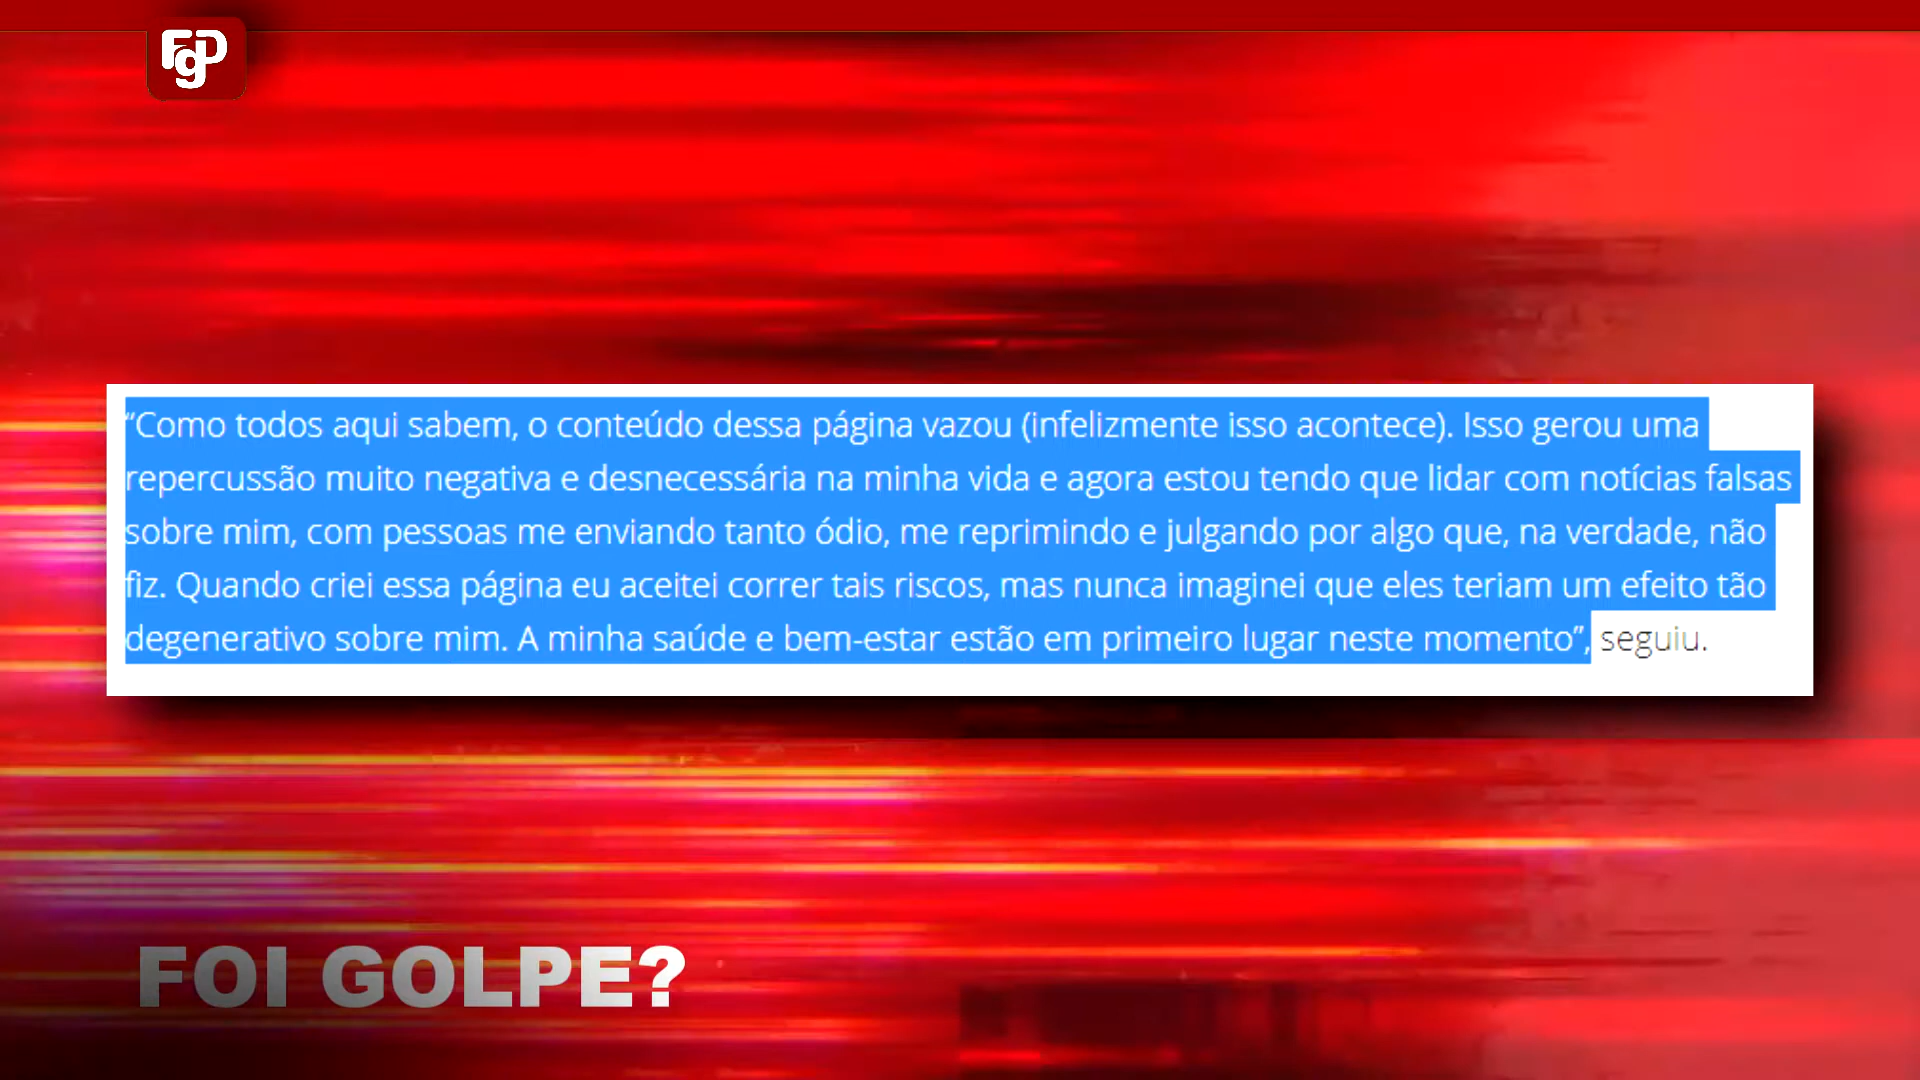 FgP
“Como todos aqui sabem, o conteúdo dessa página vazou (infelizmente isso acontece). Isso gerou uma
repercussão muito negativa e desnecessária na minha vida e agora estou tendo que lidar com notícias falsas
sobre mim, com pessoas me enviando tanto ódio, me reprimindo e julgando por algo que, na verdade, não
fiz. Quando criei essa página eu aceitei correr tais riscos, mas nunca imaginei que eles teriam um efeito tão
degenerativo sobre mim. A minha saúde e bem-estar estão em primeiro lugar neste momento”, seguiu.
FOI GOLPE?